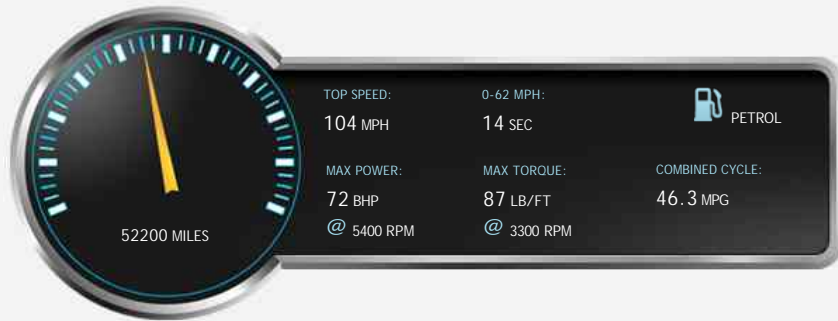 TOP SPEED:
104 MPH
0-62 MPH:
14 SEC
PETROL
MAX POWER:
72 BHP
@ 5400 RPM
MAX TORQUE:
87 LB/FT
@ 3300 RPM
COMBINED CYCLE:
46.3 MPG
52200 MILES